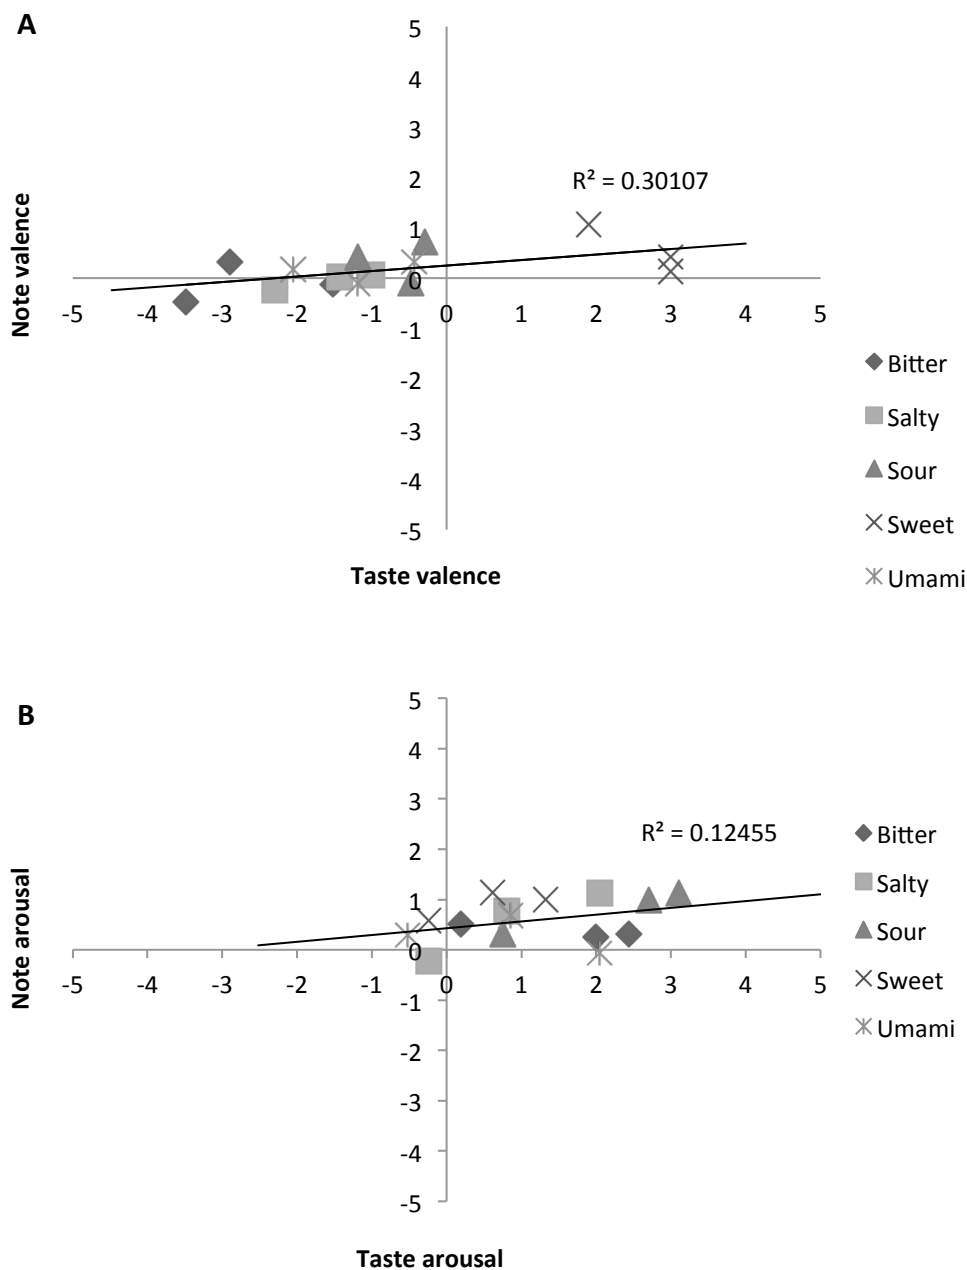 A
5
4
3
2
R² = 0.30107
1
0
-5 -4 -3 -2 -1 0 1 2 3 4 5
-1
-2
-3
-4
-5
Note valence
Taste valence
Bitter
Salty
Sour
Sweet
Umami
B
5
4
3
R² = 0.12455
2
1
0
-5 -4 -3 -2 -1 0 1 2 3 4 5
-1
-2
-3
-4
-5
Note arousal
Taste arousal
Bitter
Salty
Sour
Sweet
Umami